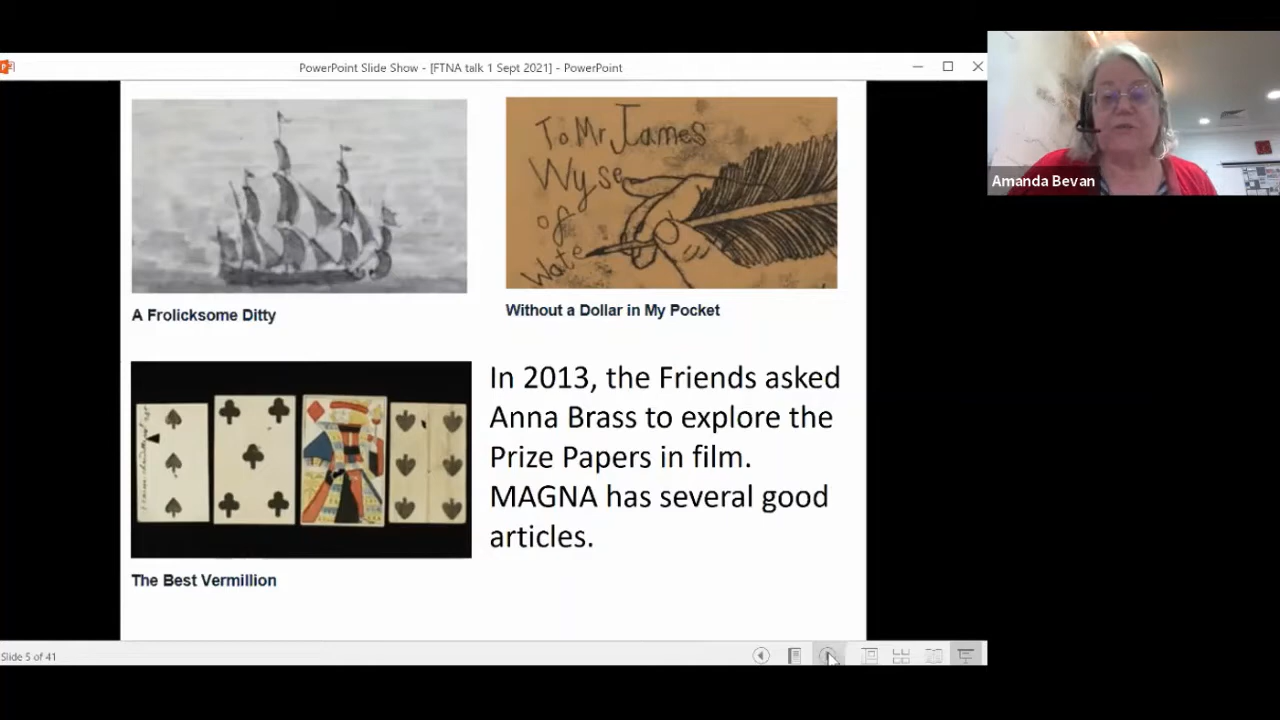 PowerPoint Slide Show - [FTNA talk 1 Sept 2021] - PowerPoint
Amanda Bevan
To Mr James
Wyse
of
Wate
A Frolicksome Ditty
Without a Dollar in My Pocket
In 2013, the Friends asked
Anna Brass to explore the
Prize Papers in film.
MAGNA has several good
articles.
The Best Vermillion
Slide 5 of 41